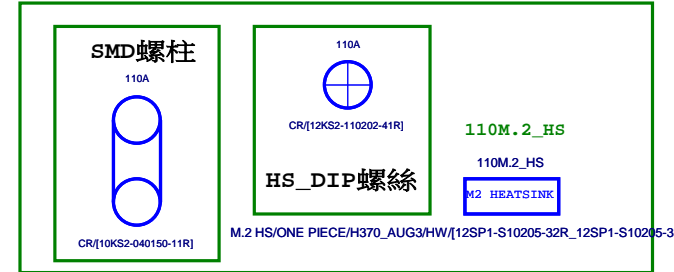 SMD螺柱
110A
CR/[10KS2-040150-11R]
110A
CR/[12KS2-110202-41R]
HS_DIP螺絲
110M.2_HS
110M.2_HS
M2 HEATSINK
M.2 HS/ONE PIECE/H370_AUG3/HW/[12SP1-S10205-32R_12SP1-S10205-3